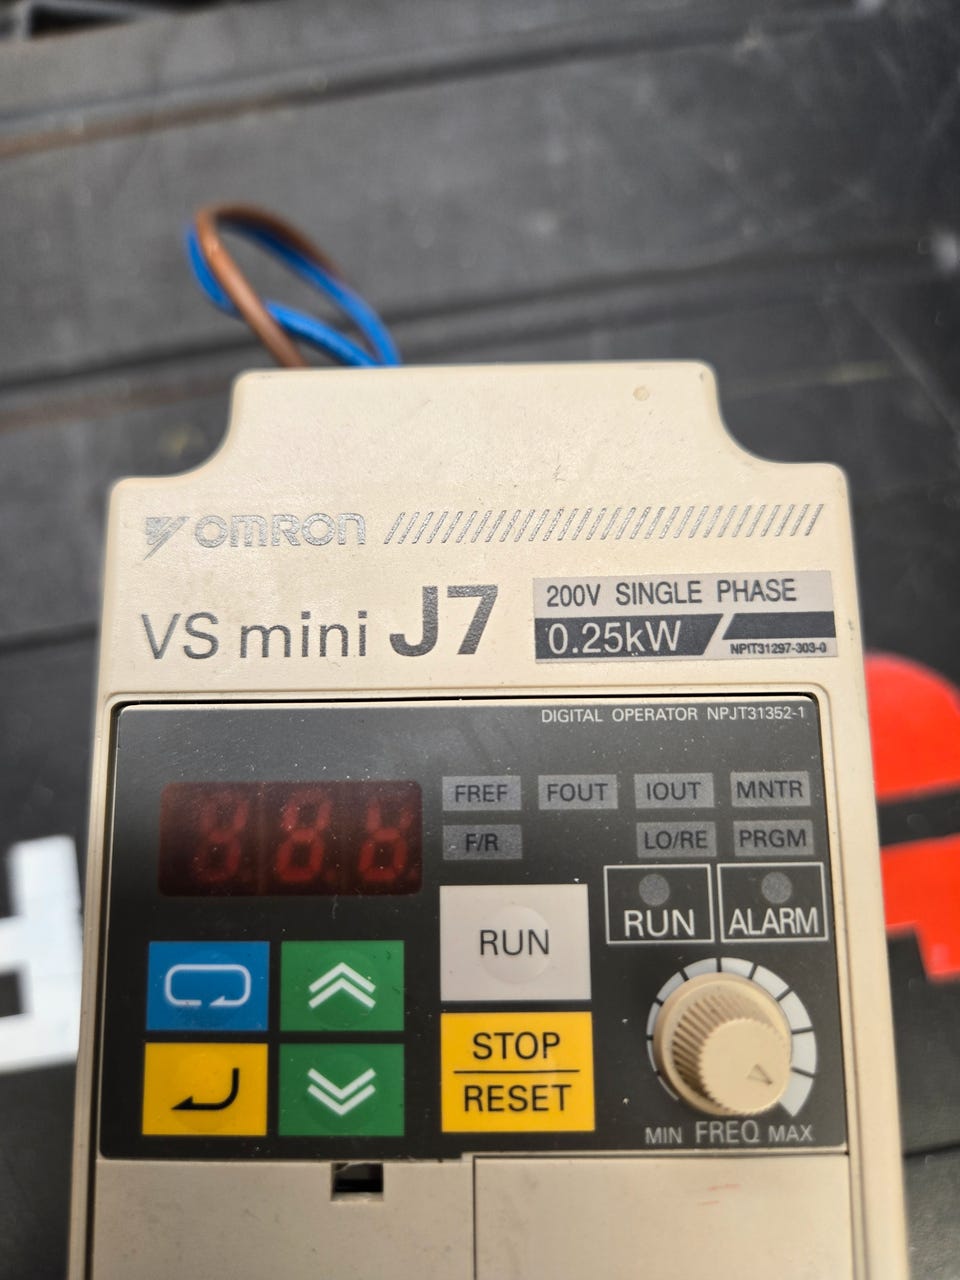 OMRON
VS mini J7
200V SINGLE PHASE
0.25kW
NPIT31297-303-0
DIGITAL OPERATOR NPJT31352-1
FREF FOUT IOUT MNTR
F/R LO/RE PRGM
RUN ALARM
RUN
STOP
RESET
MIN FREQ MAX